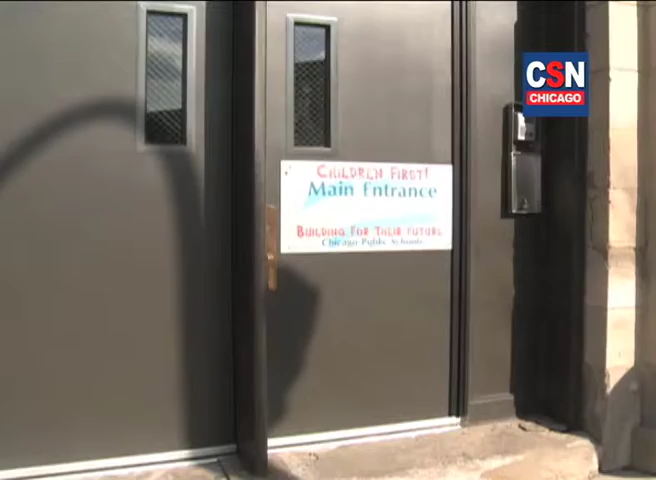 CSN
CHICAGO
CHILDREN FIRST!
Main Entrance
BUILDING FOR THEIR FUTURE
Chicago Public Schools